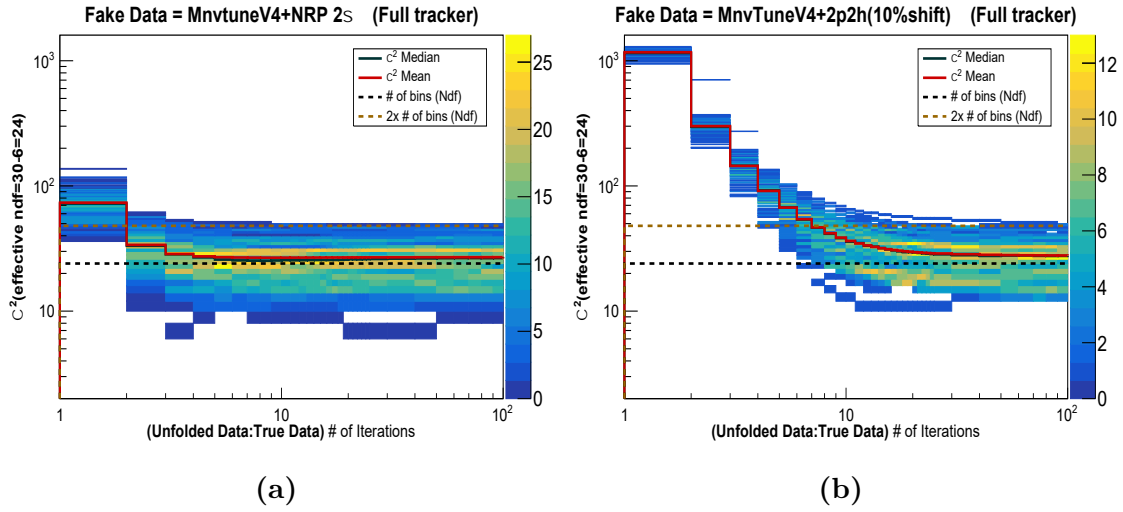 Fake Data = MnvtuneV4+NRP 2s (Full tracker)
c² Median
c² Mean
# of bins (Ndf)
2x # of bins (Ndf)
C²(effective ndf=30-6=24)
10³
10²
10
1
10
10²
(Unfolded Data:True Data) # of Iterations
25
20
15
10
5
0
(a)
Fake Data = MnvTuneV4+2p2h(10%shift) (Full tracker)
c² Median
c² Mean
# of bins (Ndf)
2x # of bins (Ndf)
C²(effective ndf=30-6=24)
10³
10²
10
1
10
10²
(Unfolded Data:True Data) # of Iterations
12
10
8
6
4
2
0
(b)